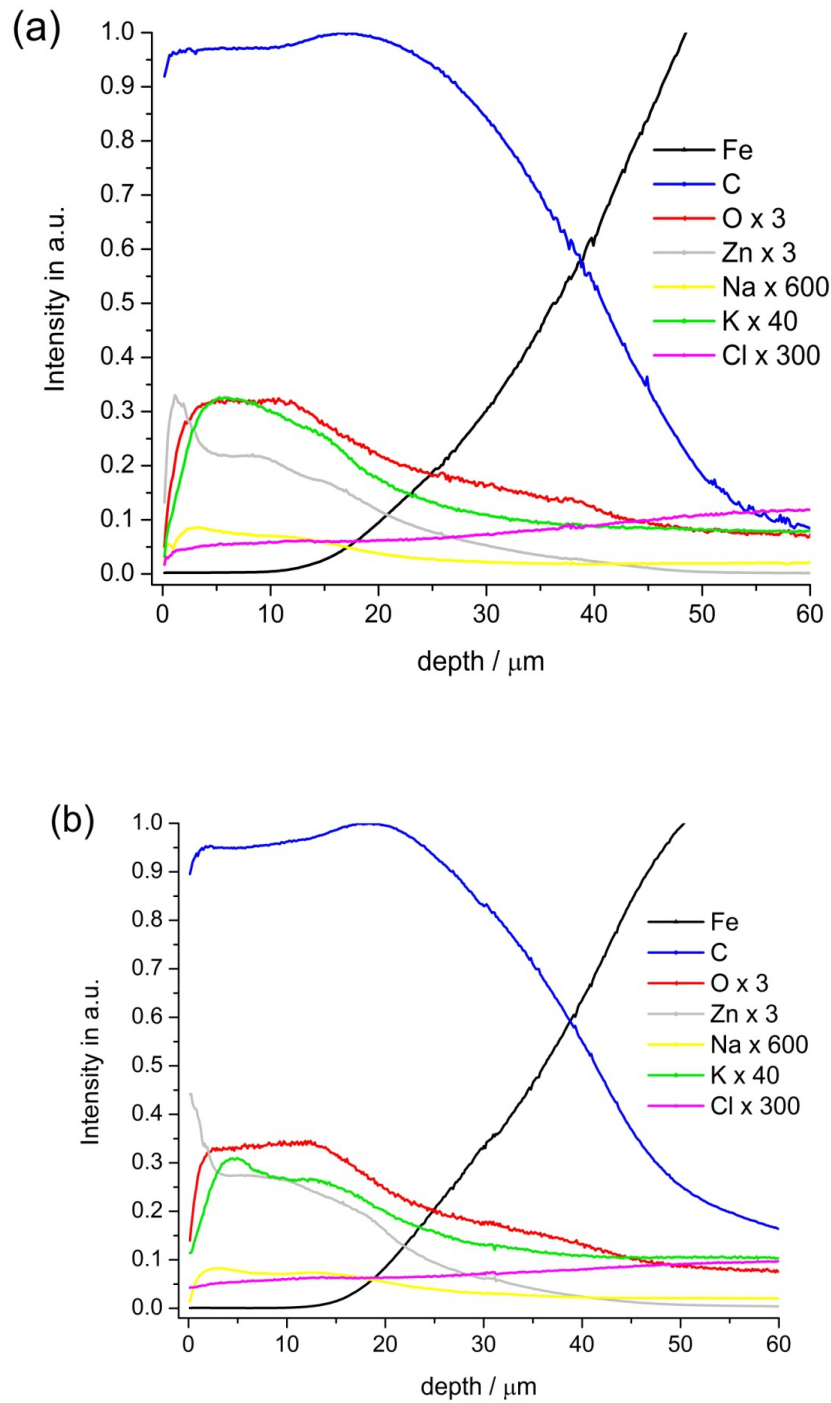 (a)
1.0
0.9
0.8
0.7
0.6
0.5
0.4
0.3
0.2
0.1
0.0
Intensity in a.u.
Fe
C
O x 3
Zn x 3
Na x 600
K x 40
Cl x 300
0 10 20 30 40 50 60
depth / μm
(b)
1.0
0.9
0.8
0.7
0.6
0.5
0.4
0.3
0.2
0.1
0.0
Intensity in a.u.
Fe
C
O x 3
Zn x 3
Na x 600
K x 40
Cl x 300
0 10 20 30 40 50 60
depth / μm